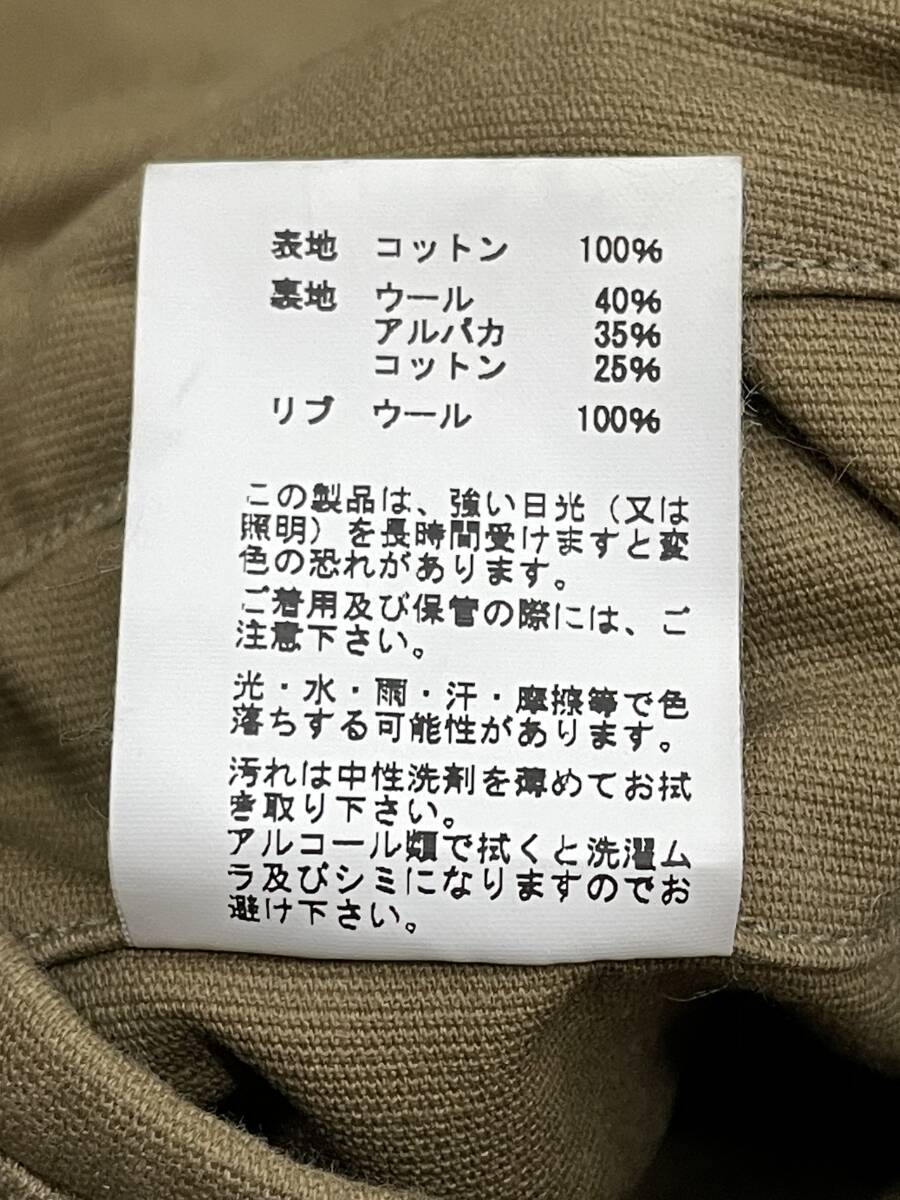 表地 コットン 100%
裏地 ウール 40%
アルパカ 35%
コットン 25%
リブ ウール 100%
この製品は、強い日光（又は
照明）を長時間受けますと変
色の恐れがあります。
ご着用及び保管の際には、ご
注意下さい。
光・水・雨・汗・摩擦等で色
落ちする可能性があります。
汚れは中性洗剤を薄めてお拭
き取り下さい。
アルコール類で拭くと洗濯ム
ラ及びシミになりますのでお
避け下さい。